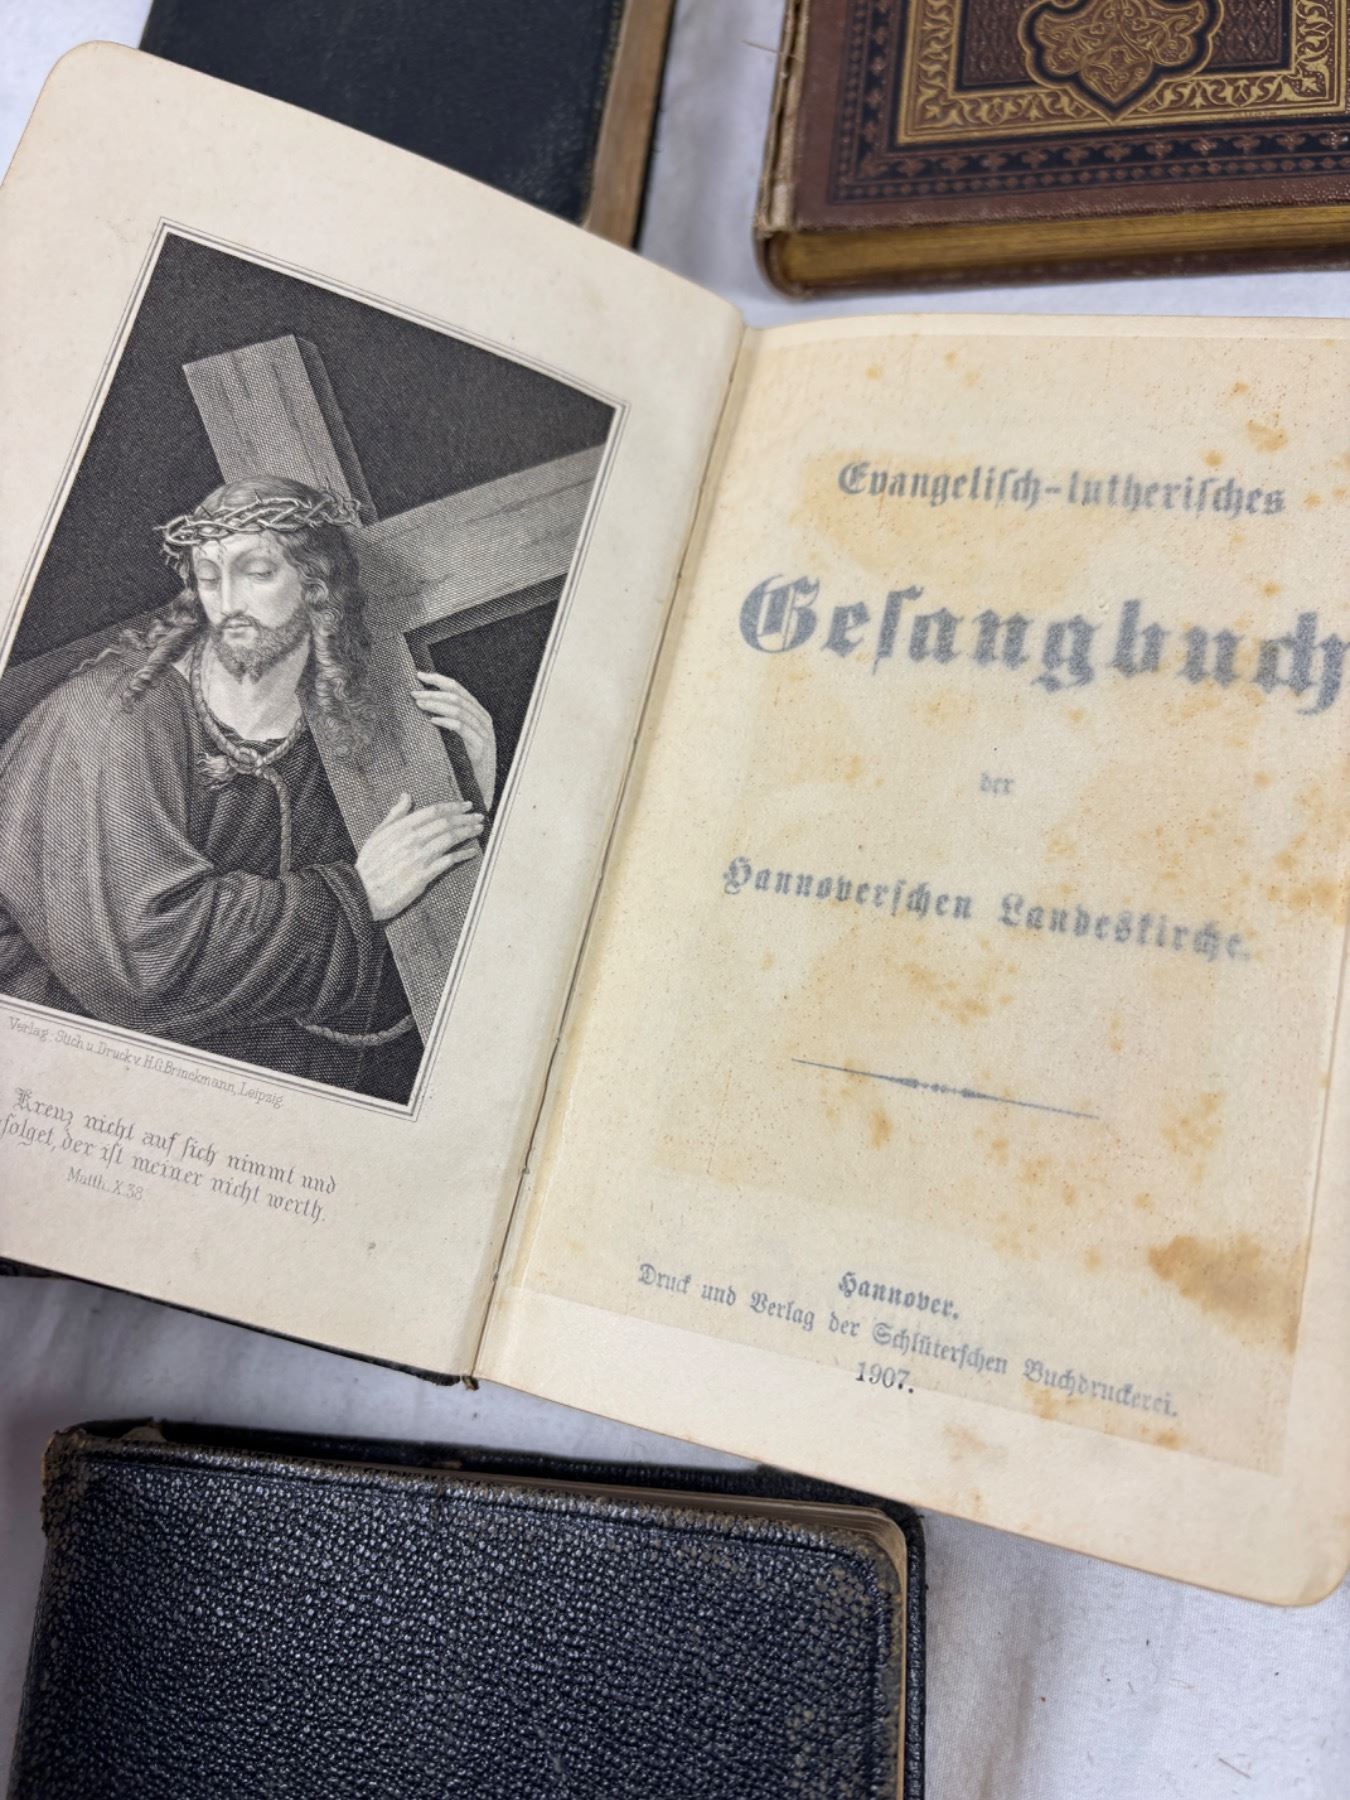 Verlag, Stich u. Druck v. H.G. Brinckmann, Leipzig.
Kreuz nicht auf sich nimmt und
folget, der ist meiner nicht werth.
Matth. X. 38.
Evangeliſch-lutheriſches
Geſangbuch
der
Hannoverſchen Landeskirche.
Hannover.
Druck und Verlag der Schlüterſchen Buchdruckerei.
1907.